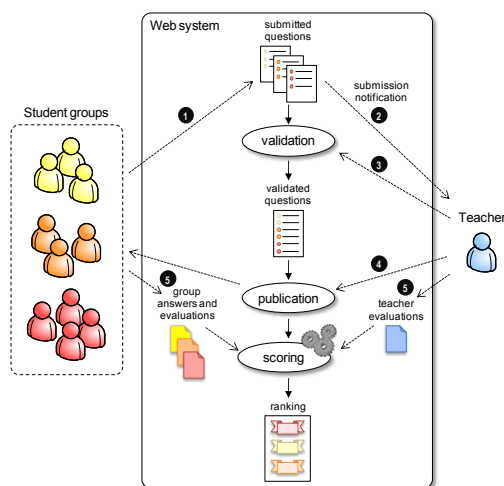 Web system
submitted
questions
submission
notification
Student groups
1
2
validation
3
validated
questions
Teacher
4
5
group
answers and
evaluations
publication
5
teacher
evaluations
scoring
ranking